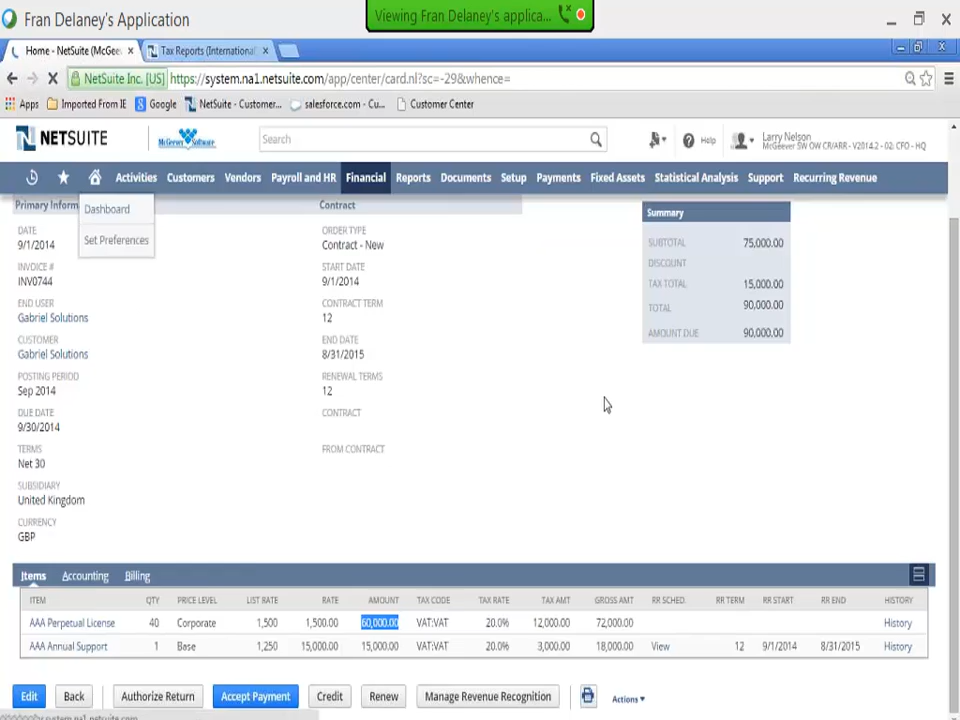 Fran Delaney's Application
Viewing Fran Delaney's applica...
Home - NetSuite (McGee
Tax Reports (International
NetSuite Inc. [US] https://system.na1.netsuite.com/app/center/card.nl?sc=-29&whence=
Apps Imported From IE Google NetSuite - Customer... salesforce.com - Cu... Customer Center
NETSUITE McGeever Software Search Help Larry Nelson
McGeever SW OW CR/ARR - V2014.2 - 02: CFO - HQ
Activities Customers Vendors Payroll and HR Financial Reports Documents Setup Payments Fixed Assets Statistical Analysis Support Recurring Revenue
Primary Inform
Dashboard
Set Preferences
DATE
9/1/2014
INVOICE #
INV0744
END USER
Gabriel Solutions
CUSTOMER
Gabriel Solutions
POSTING PERIOD
Sep 2014
DUE DATE
9/30/2014
TERMS
Net 30
SUBSIDIARY
United Kingdom
CURRENCY
GBP
Contract
ORDER TYPE
Contract - New
START DATE
9/1/2014
CONTRACT TERM
12
END DATE
8/31/2015
RENEWAL TERMS
12
CONTRACT
FROM CONTRACT
Summary
SUBTOTAL 75,000.00
DISCOUNT
TAX TOTAL 15,000.00
TOTAL 90,000.00
AMOUNT DUE 90,000.00
Items Accounting Billing
ITEM QTY PRICE LEVEL LIST RATE RATE AMOUNT TAX CODE TAX RATE TAX AMT GROSS AMT RR SCHED. RR TERM RR START RR END HISTORY
AAA Perpetual License 40 Corporate 1,500 1,500.00 60,000.00 VAT:VAT 20.0% 12,000.00 72,000.00 History
AAA Annual Support 1 Base 1,250 15,000.00 15,000.00 VAT:VAT 20.0% 3,000.00 18,000.00 View 12 9/1/2014 8/31/2015 History
Edit Back Authorize Return Accept Payment Credit Renew Manage Revenue Recognition Actions